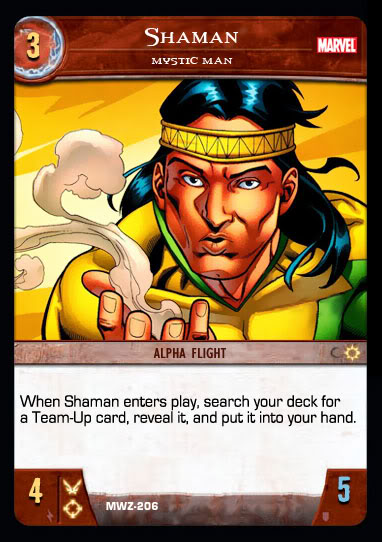 3
SHAMAN
MYSTIC MAN
MARVEL
ALPHA FLIGHT
C
When Shaman enters play, search your deck for
a Team-Up card, reveal it, and put it into your hand.
4
MWZ-206
5